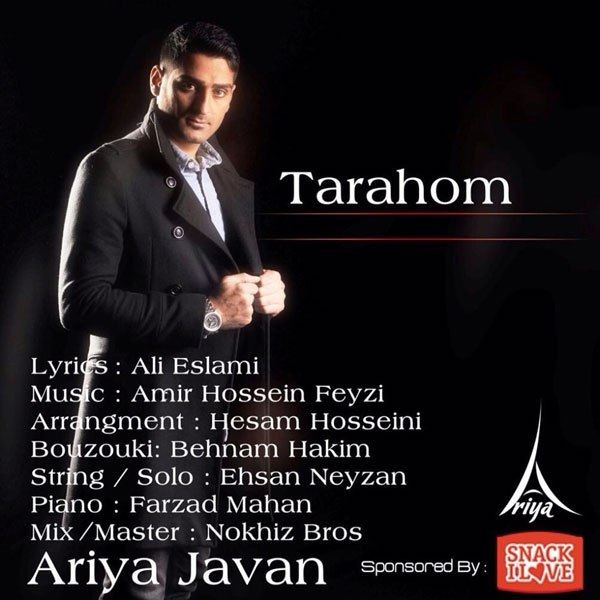 Tarahom
Lyrics : Ali Eslami
Music : Amir Hossein Feyzi
Arrangment : Hesam Hosseini
Bouzouki: Behnam Hakim
String / Solo : Ehsan Neyzan
Piano : Farzad Mahan
Mix /Master : Nokhiz Bros
Ariya Javan
Ariya
Sponsored By :
SNACK
I LOVE